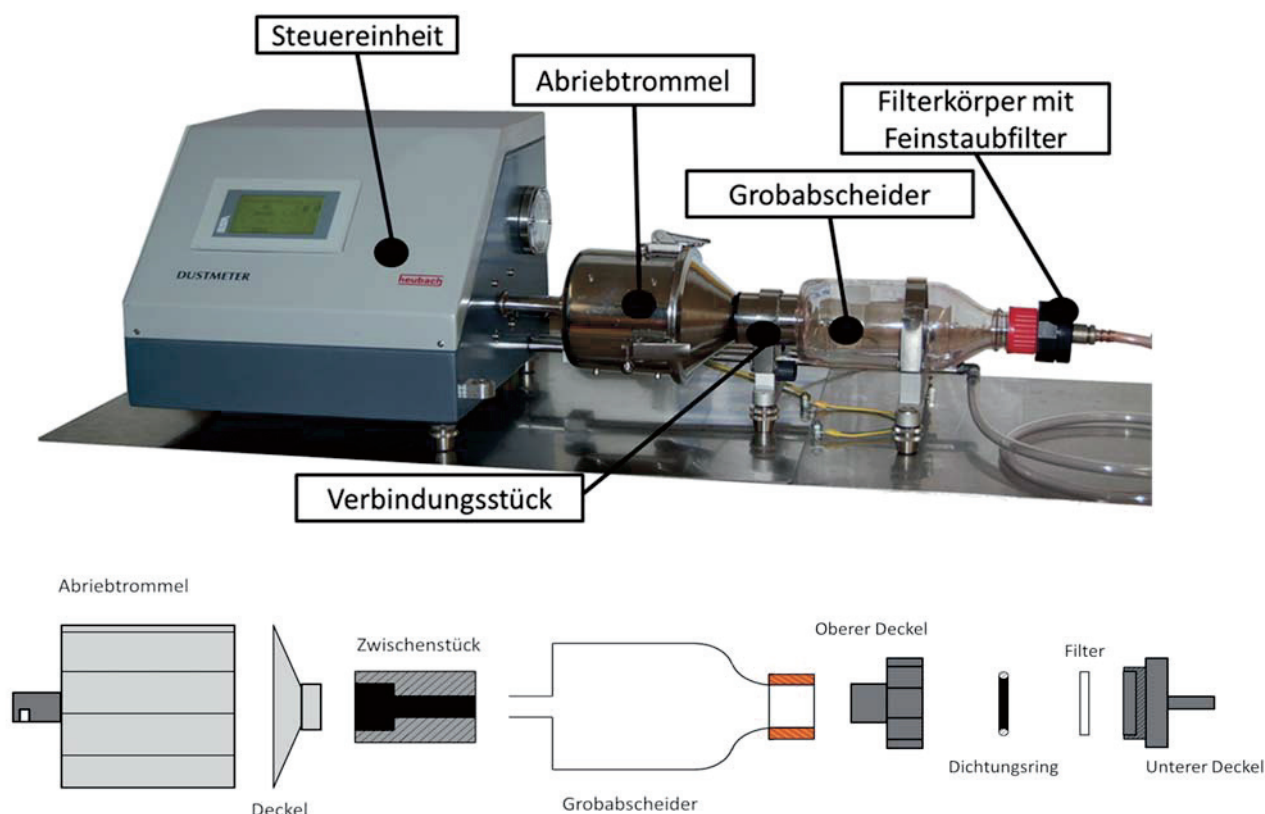 Steuereinheit
Abriebtrommel
Filterkörper mit
Feinstaubfilter
Grobabscheider
DUSTMETER
heubach
Verbindungsstück
Abriebtrommel
Zwischenstück
Oberer Deckel
Filter
Dichtungsring
Unterer Deckel
Deckel
Grobabscheider